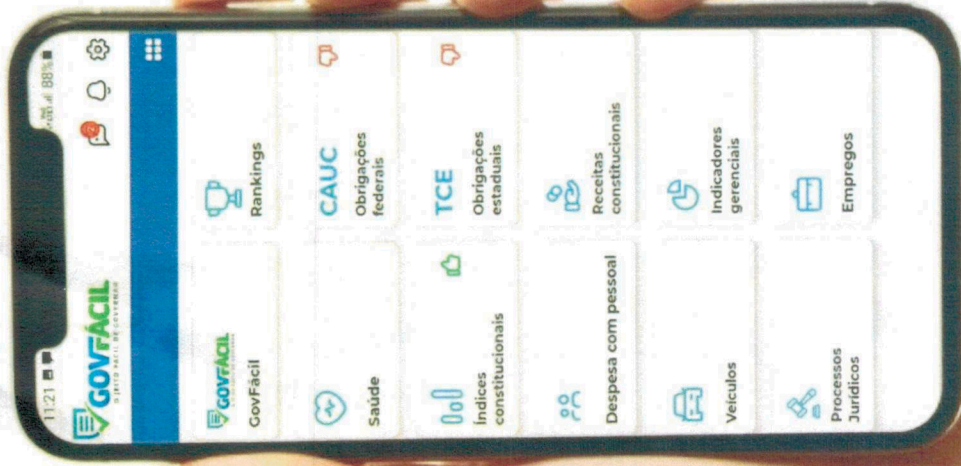 11:21
88%
GOVFÁCIL
O JEITO FÁCIL DE GOVERNAR
GOVFÁCIL
GovFácil
Rankings
Saúde
CAUC
Obrigações
federais
Índices
constitucionais
TCE
Obrigações
estaduais
Despesa com pessoal
Receitas
constitucionais
Veículos
Indicadores
gerenciais
Processos
Jurídicos
Empregos